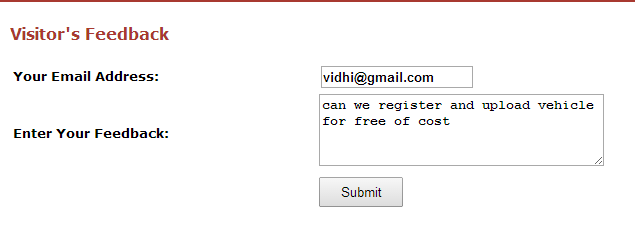 Visitor's Feedback
Your Email Address: vidhi@gmail.com
Enter Your Feedback:
can we register and upload vehicle
for free of cost
Submit